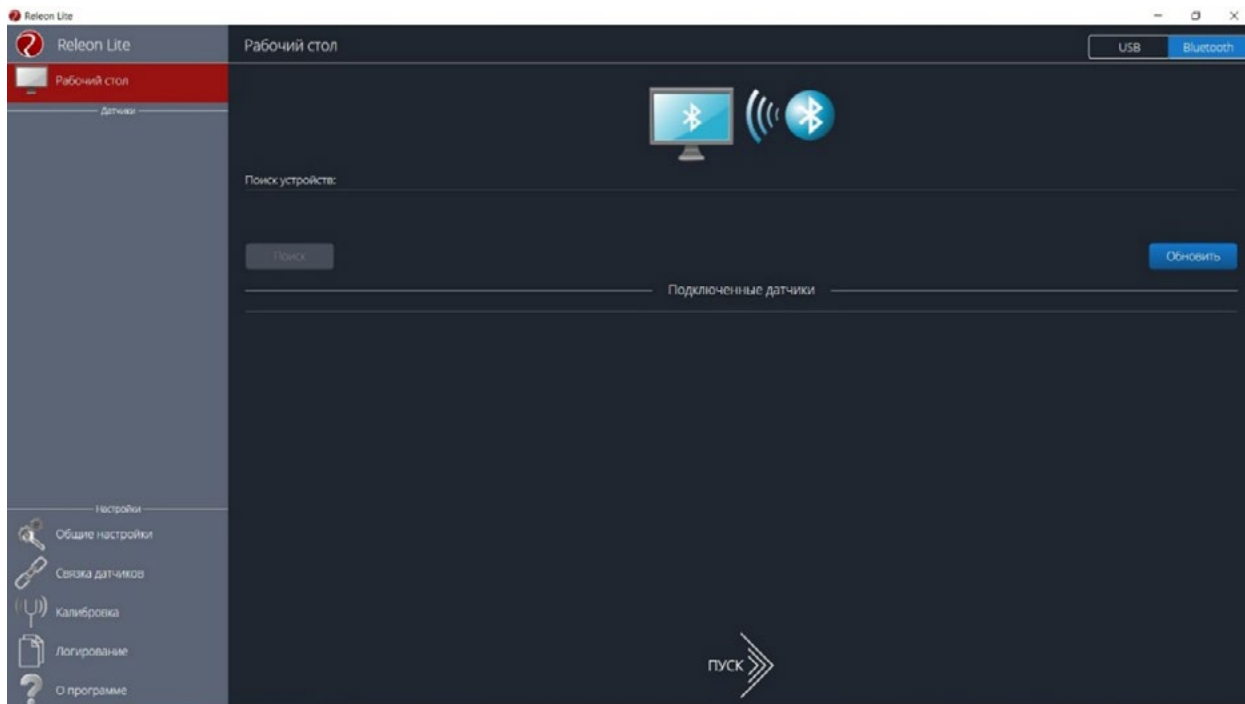 Releon Lite
Releon Lite
Рабочий стол
USB
Bluetooth
Рабочий стол
Датчики
Поиск устройств:
Поиск
Обновить
Подключенные датчики
Настройки
Общие настройки
Связка датчиков
Калибровка
Логирование
О программе
ПУСК